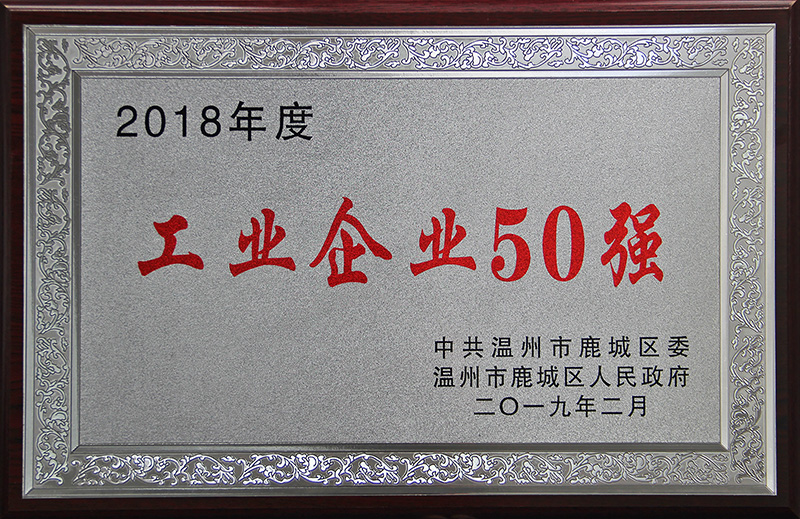 2018年度
工业企业50强
中共温州市鹿城区委
温州市鹿城区人民政府
二〇一九年二月